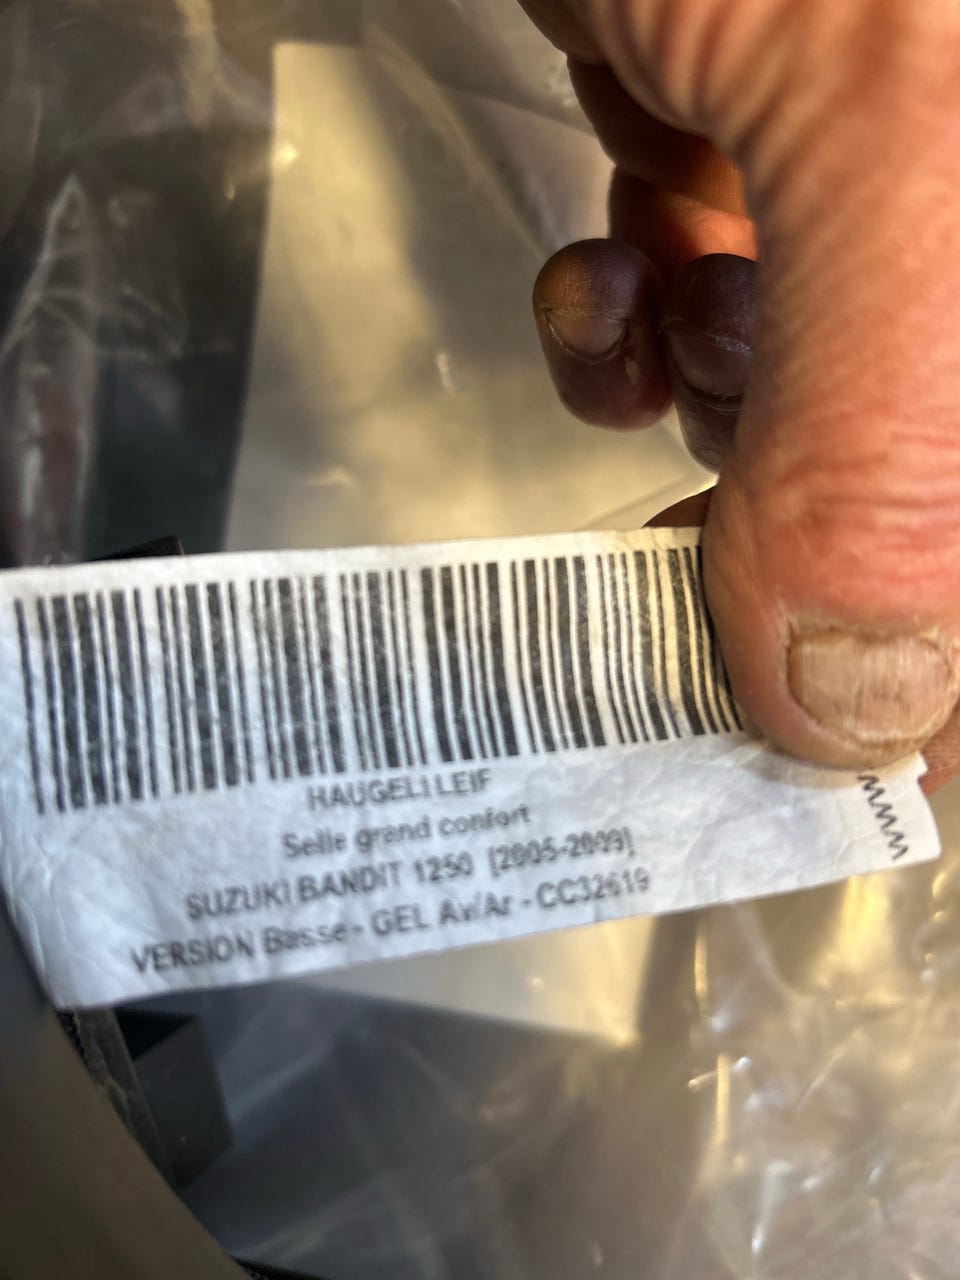 HAUGELI LEIF
Selle grand confort
SUZUKI BANDIT 1250 [2005-2009]
VERSION Basse - GEL Av/Ar - CC32619